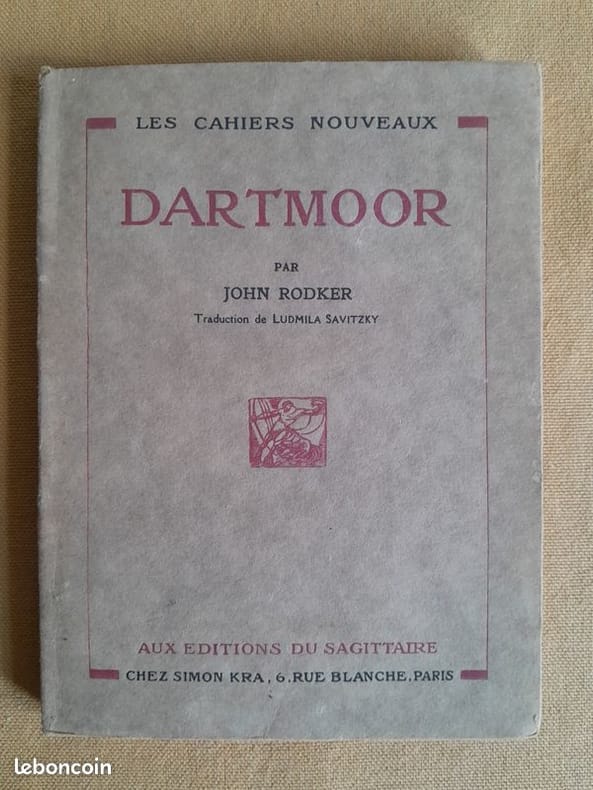 LES CAHIERS NOUVEAUX
DARTMOOR
PAR
JOHN RODKER
Traduction de LUDMILA SAVITZKY
AUX EDITIONS DU SAGITTAIRE
CHEZ SIMON KRA, 6, RUE BLANCHE, PARIS
leboncoin